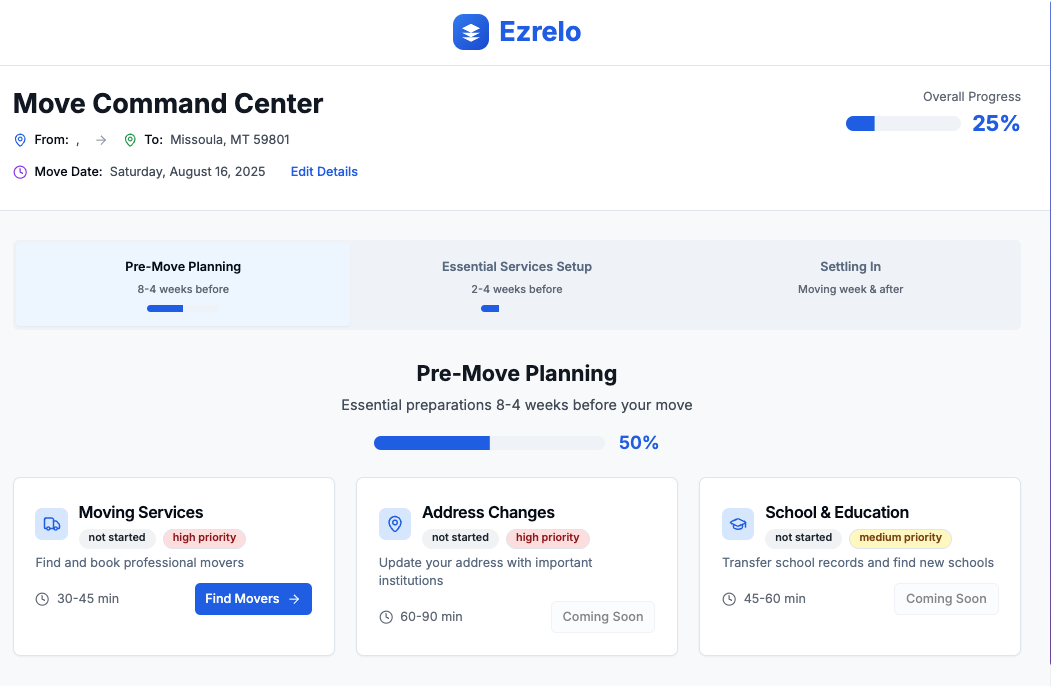 Ezrelo
Move Command Center
Overall Progress
From: , → To: Missoula, MT 59801
25%
Move Date: Saturday, August 16, 2025 Edit Details
Pre-Move Planning
8-4 weeks before
Essential Services Setup
2-4 weeks before
Settling In
Moving week & after
Pre-Move Planning
Essential preparations 8-4 weeks before your move
50%
Moving Services
not started high priority
Find and book professional movers
30-45 min Find Movers →
Address Changes
not started high priority
Update your address with important
institutions
60-90 min Coming Soon
School & Education
not started medium priority
Transfer school records and find new schools
45-60 min Coming Soon